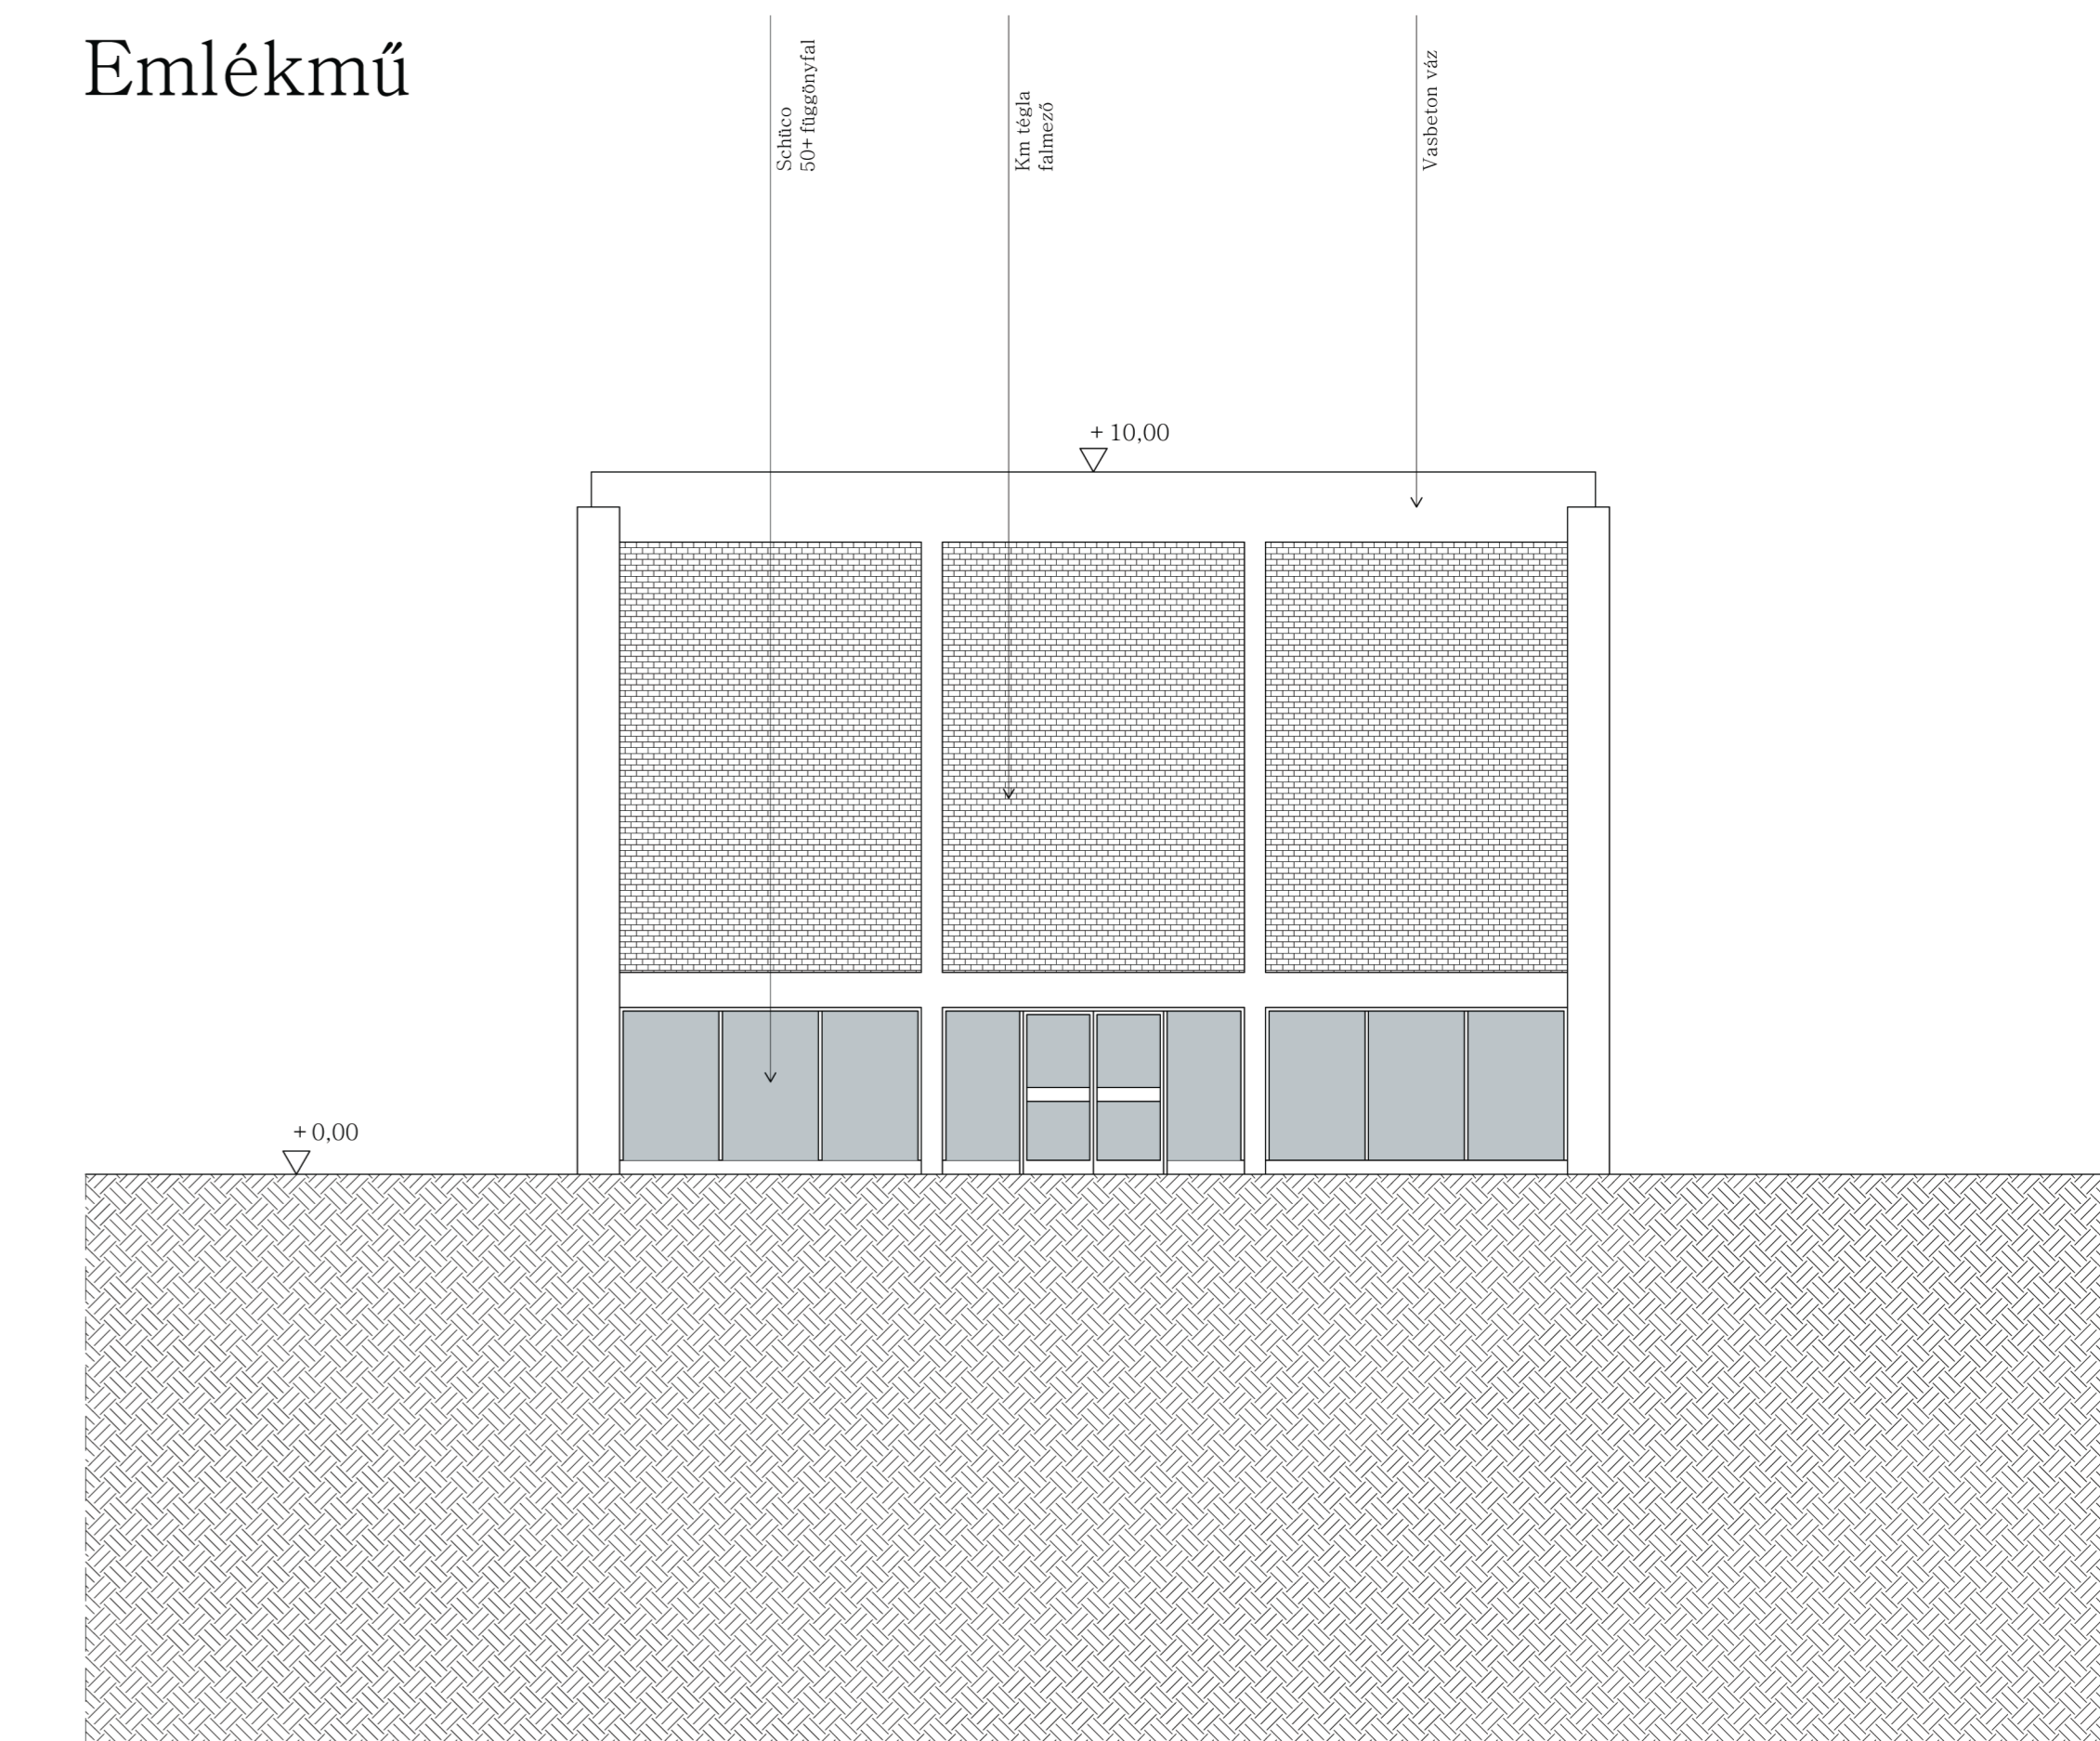 Emlékmű
Schüco
50+ függönyfal
Km tégla
falmező
Vasbeton váz
+ 10,00
+ 0,00